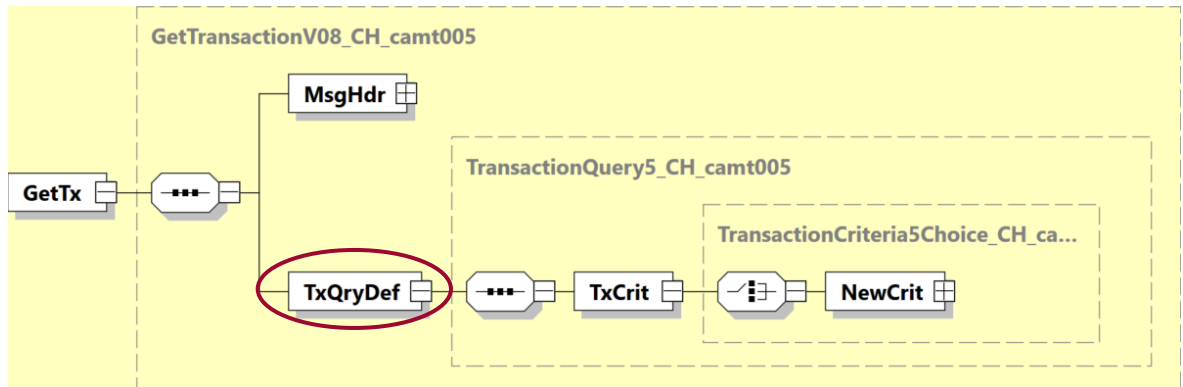 GetTransactionV08_CH_camt005
MsgHdr
TransactionQuery5_CH_camt005
GetTx
TransactionCriteria5Choice_CH_ca...
TxQryDef
TxCrit
NewCrit